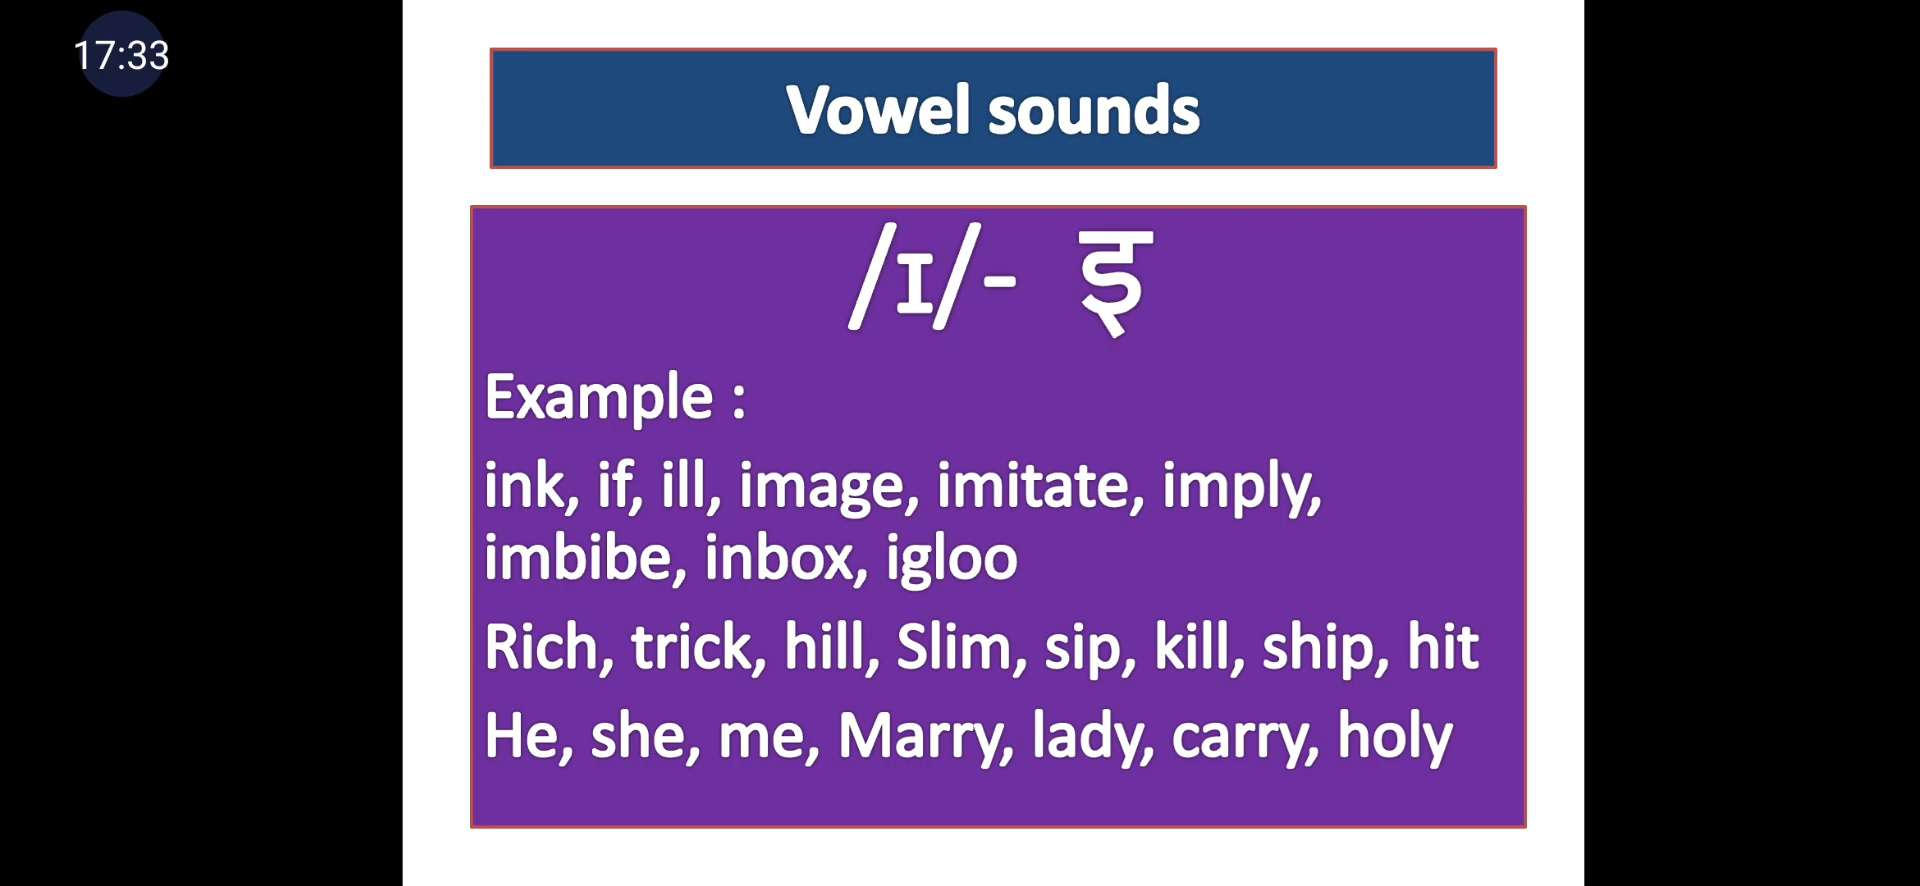 17:33
Vowel sounds
/ɪ/- इ
Example :
ink, if, ill, image, imitate, imply,
imbibe, inbox, igloo
Rich, trick, hill, Slim, sip, kill, ship, hit
He, she, me, Marry, lady, carry, holy